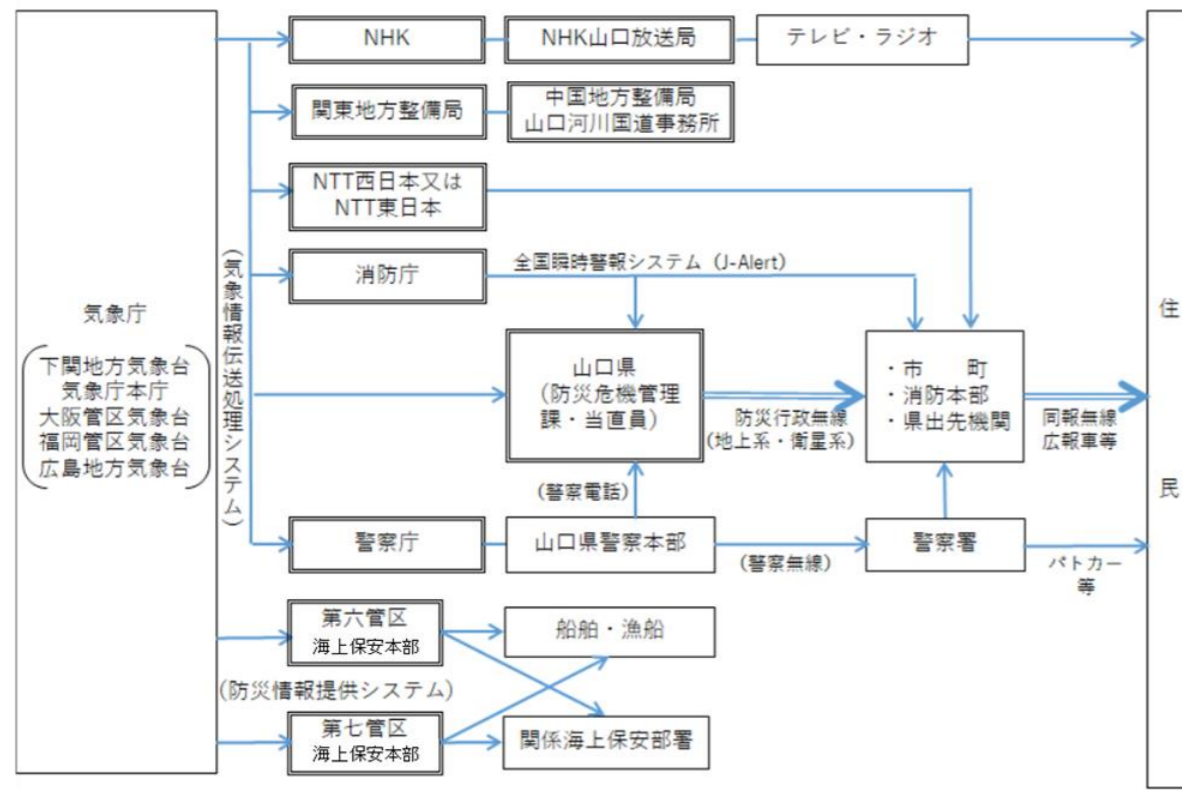 NHK
NHK山口放送局
テレビ・ラジオ
関東地方整備局
中国地方整備局
山口河川国道事務所
NTT西日本又は
NTT東日本
消防庁
全国瞬時警報システム（J-Alert）
気象庁
下関地方気象台
気象庁本庁
大阪管区気象台
福岡管区気象台
広島地方気象台
（気象情報伝送処理システム）
山口県
（防災危機管理
課・当直員）
防災行政無線
（地上系・衛星系）
・市　　町
・消防本部
・県出先機関
同報無線
広報車等
住民
（警察電話）
警察庁
山口県警察本部
（警察無線）
警察署
パトカー
等
第六管区
海上保安本部
船舶・漁船
（防災情報提供システム）
第七管区
海上保安本部
関係海上保安部署